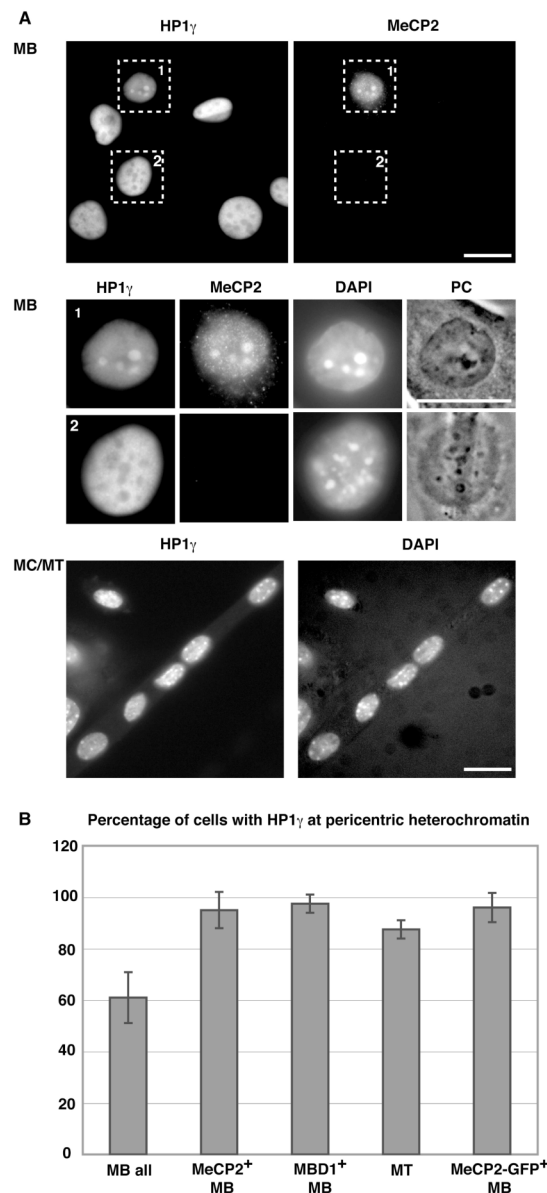 A
HP1γ MeCP2
MB
1
2
1
2
HP1γ MeCP2 DAPI PC
MB
1
2
HP1γ DAPI
MC/MT
B Percentage of cells with HP1γ at pericentric heterochromatin
120
100
80
60
40
20
0
MB all MeCP2⁺ MBD1⁺ MT MeCP2-GFP⁺
MB MB MB